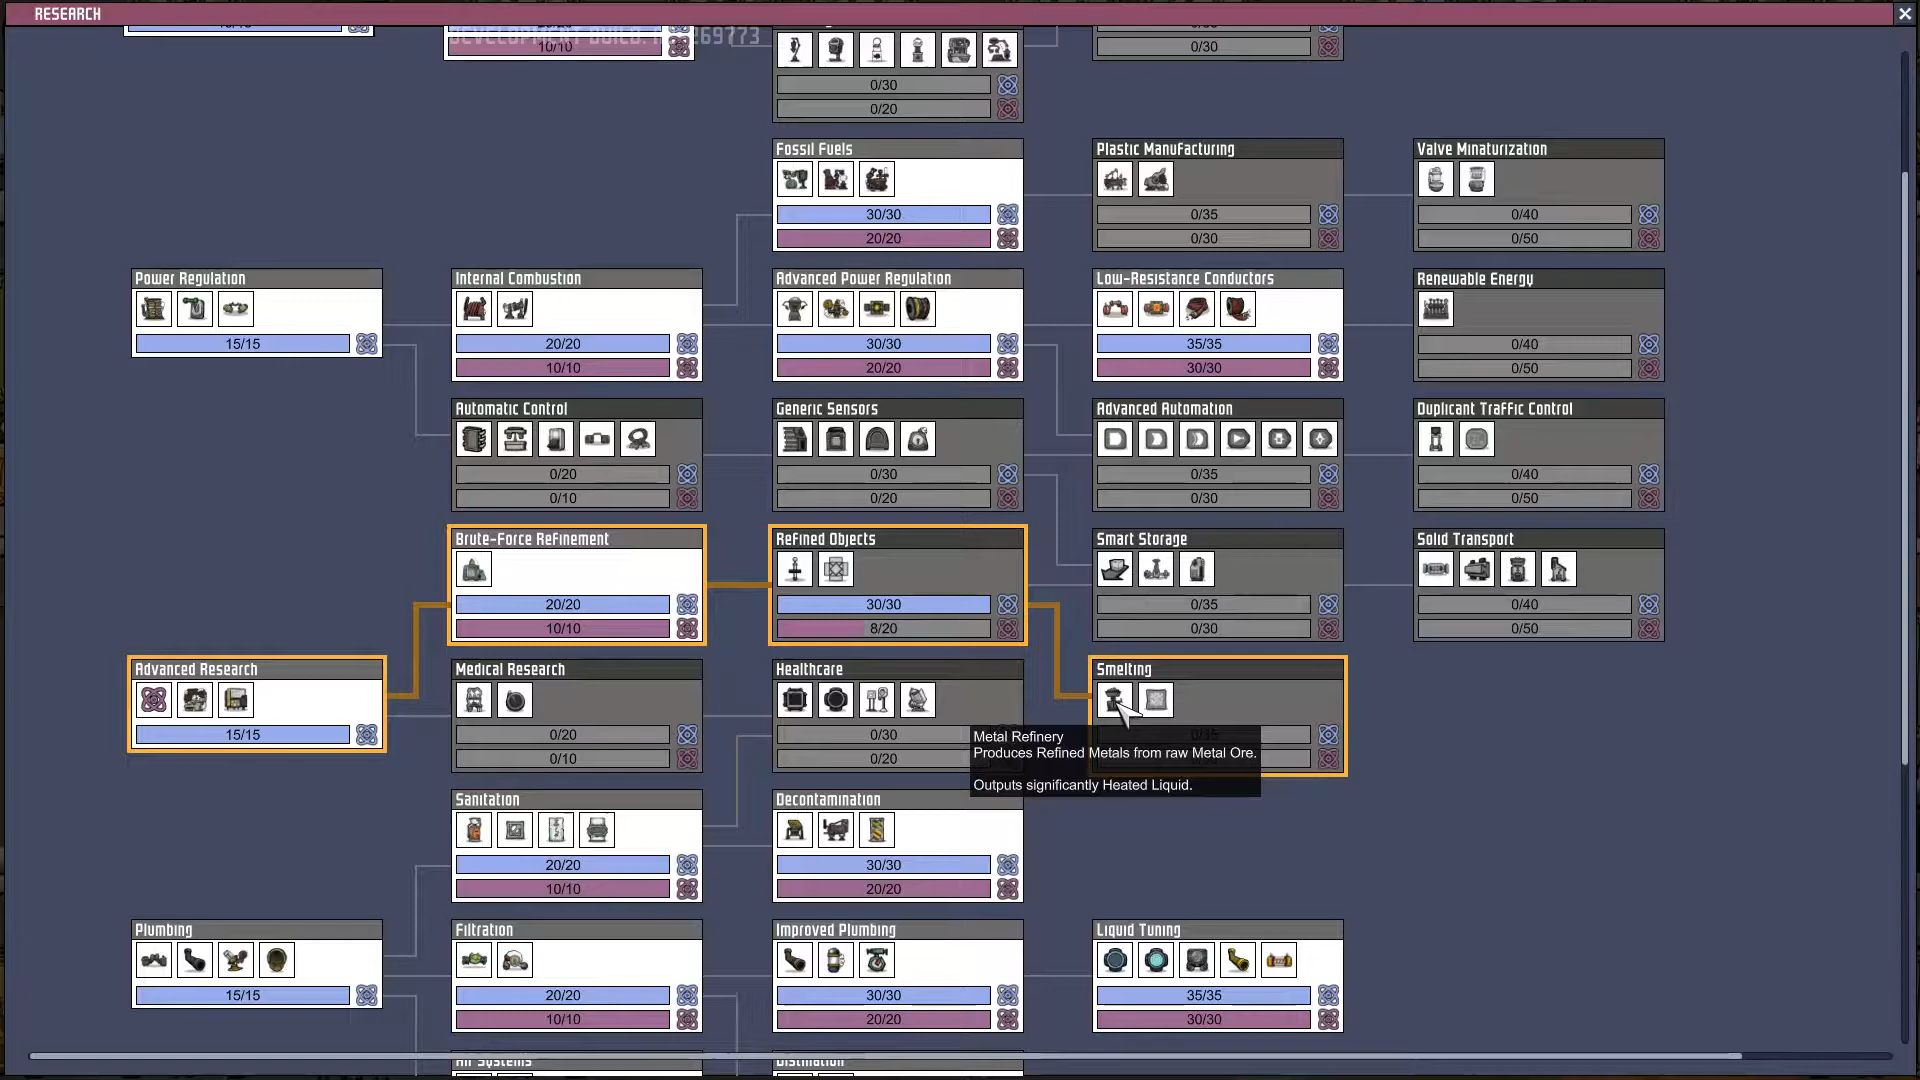 RESEARCH
DEVELOPMENT BUILD: 269773
10/10
0/30
0/30
0/20
Fossil Fuels
30/30
20/20
Plastic Manufacturing
0/35
0/30
Valve Minaturization
0/40
0/50
Power Regulation
15/15
Internal Combustion
20/20
10/10
Advanced Power Regulation
30/30
20/20
Low-Resistance Conductors
35/35
30/30
Renewable Energy
0/40
0/50
Automatic Control
0/20
0/10
Generic Sensors
0/30
0/20
Advanced Automation
0/35
0/30
Duplicant Traffic Control
0/40
0/50
Brute-Force Refinement
20/20
10/10
Refined Objects
30/30
8/20
Smart Storage
0/35
0/30
Solid Transport
0/40
0/50
Advanced Research
15/15
Medical Research
0/20
0/10
Healthcare
0/30
0/20
Smelting
Metal Refinery
Produces Refined Metals from raw Metal Ore.
Outputs significantly Heated Liquid.
Sanitation
20/20
10/10
Decontamination
30/30
20/20
Plumbing
15/15
Filtration
20/20
10/10
Improved Plumbing
30/30
20/20
Liquid Tuning
35/35
30/30
Air Systems
Distillation